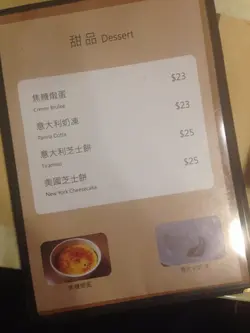 甜品 Dessert
焦糖燉蛋 $23
Creme Brulee
意大利奶凍 $23
Panna Cotta
意大利芝士餅 $25
Tiramisu
美國芝士餅 $25
New York Cheesecake
焦糖燉蛋